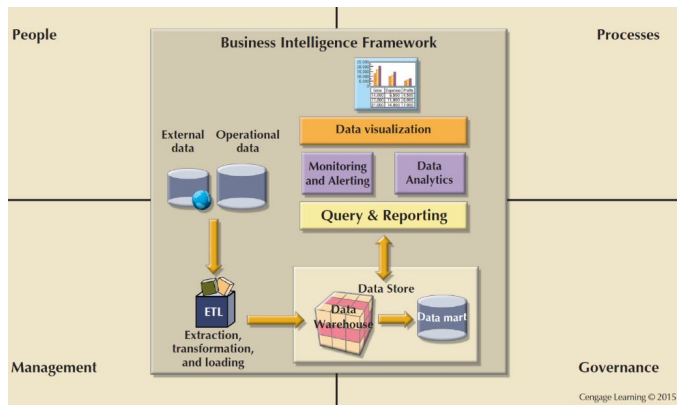 People
Processes
Business Intelligence Framework
Data visualization
External
data
Operational
data
Monitoring
and Alerting
Data
Analytics
Query & Reporting
Data Store
ETL
Extraction,
transformation,
and loading
Data
Warehouse
Data mart
Management
Governance
Cengage Learning © 2015